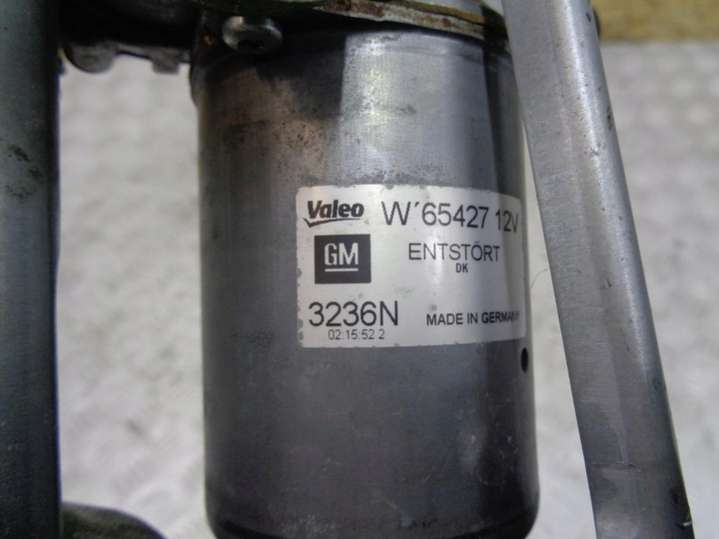 Valeo W'65427 12V
GM ENTSTÖRT
DK
3236N MADE IN GERMANY
02:15:52 2